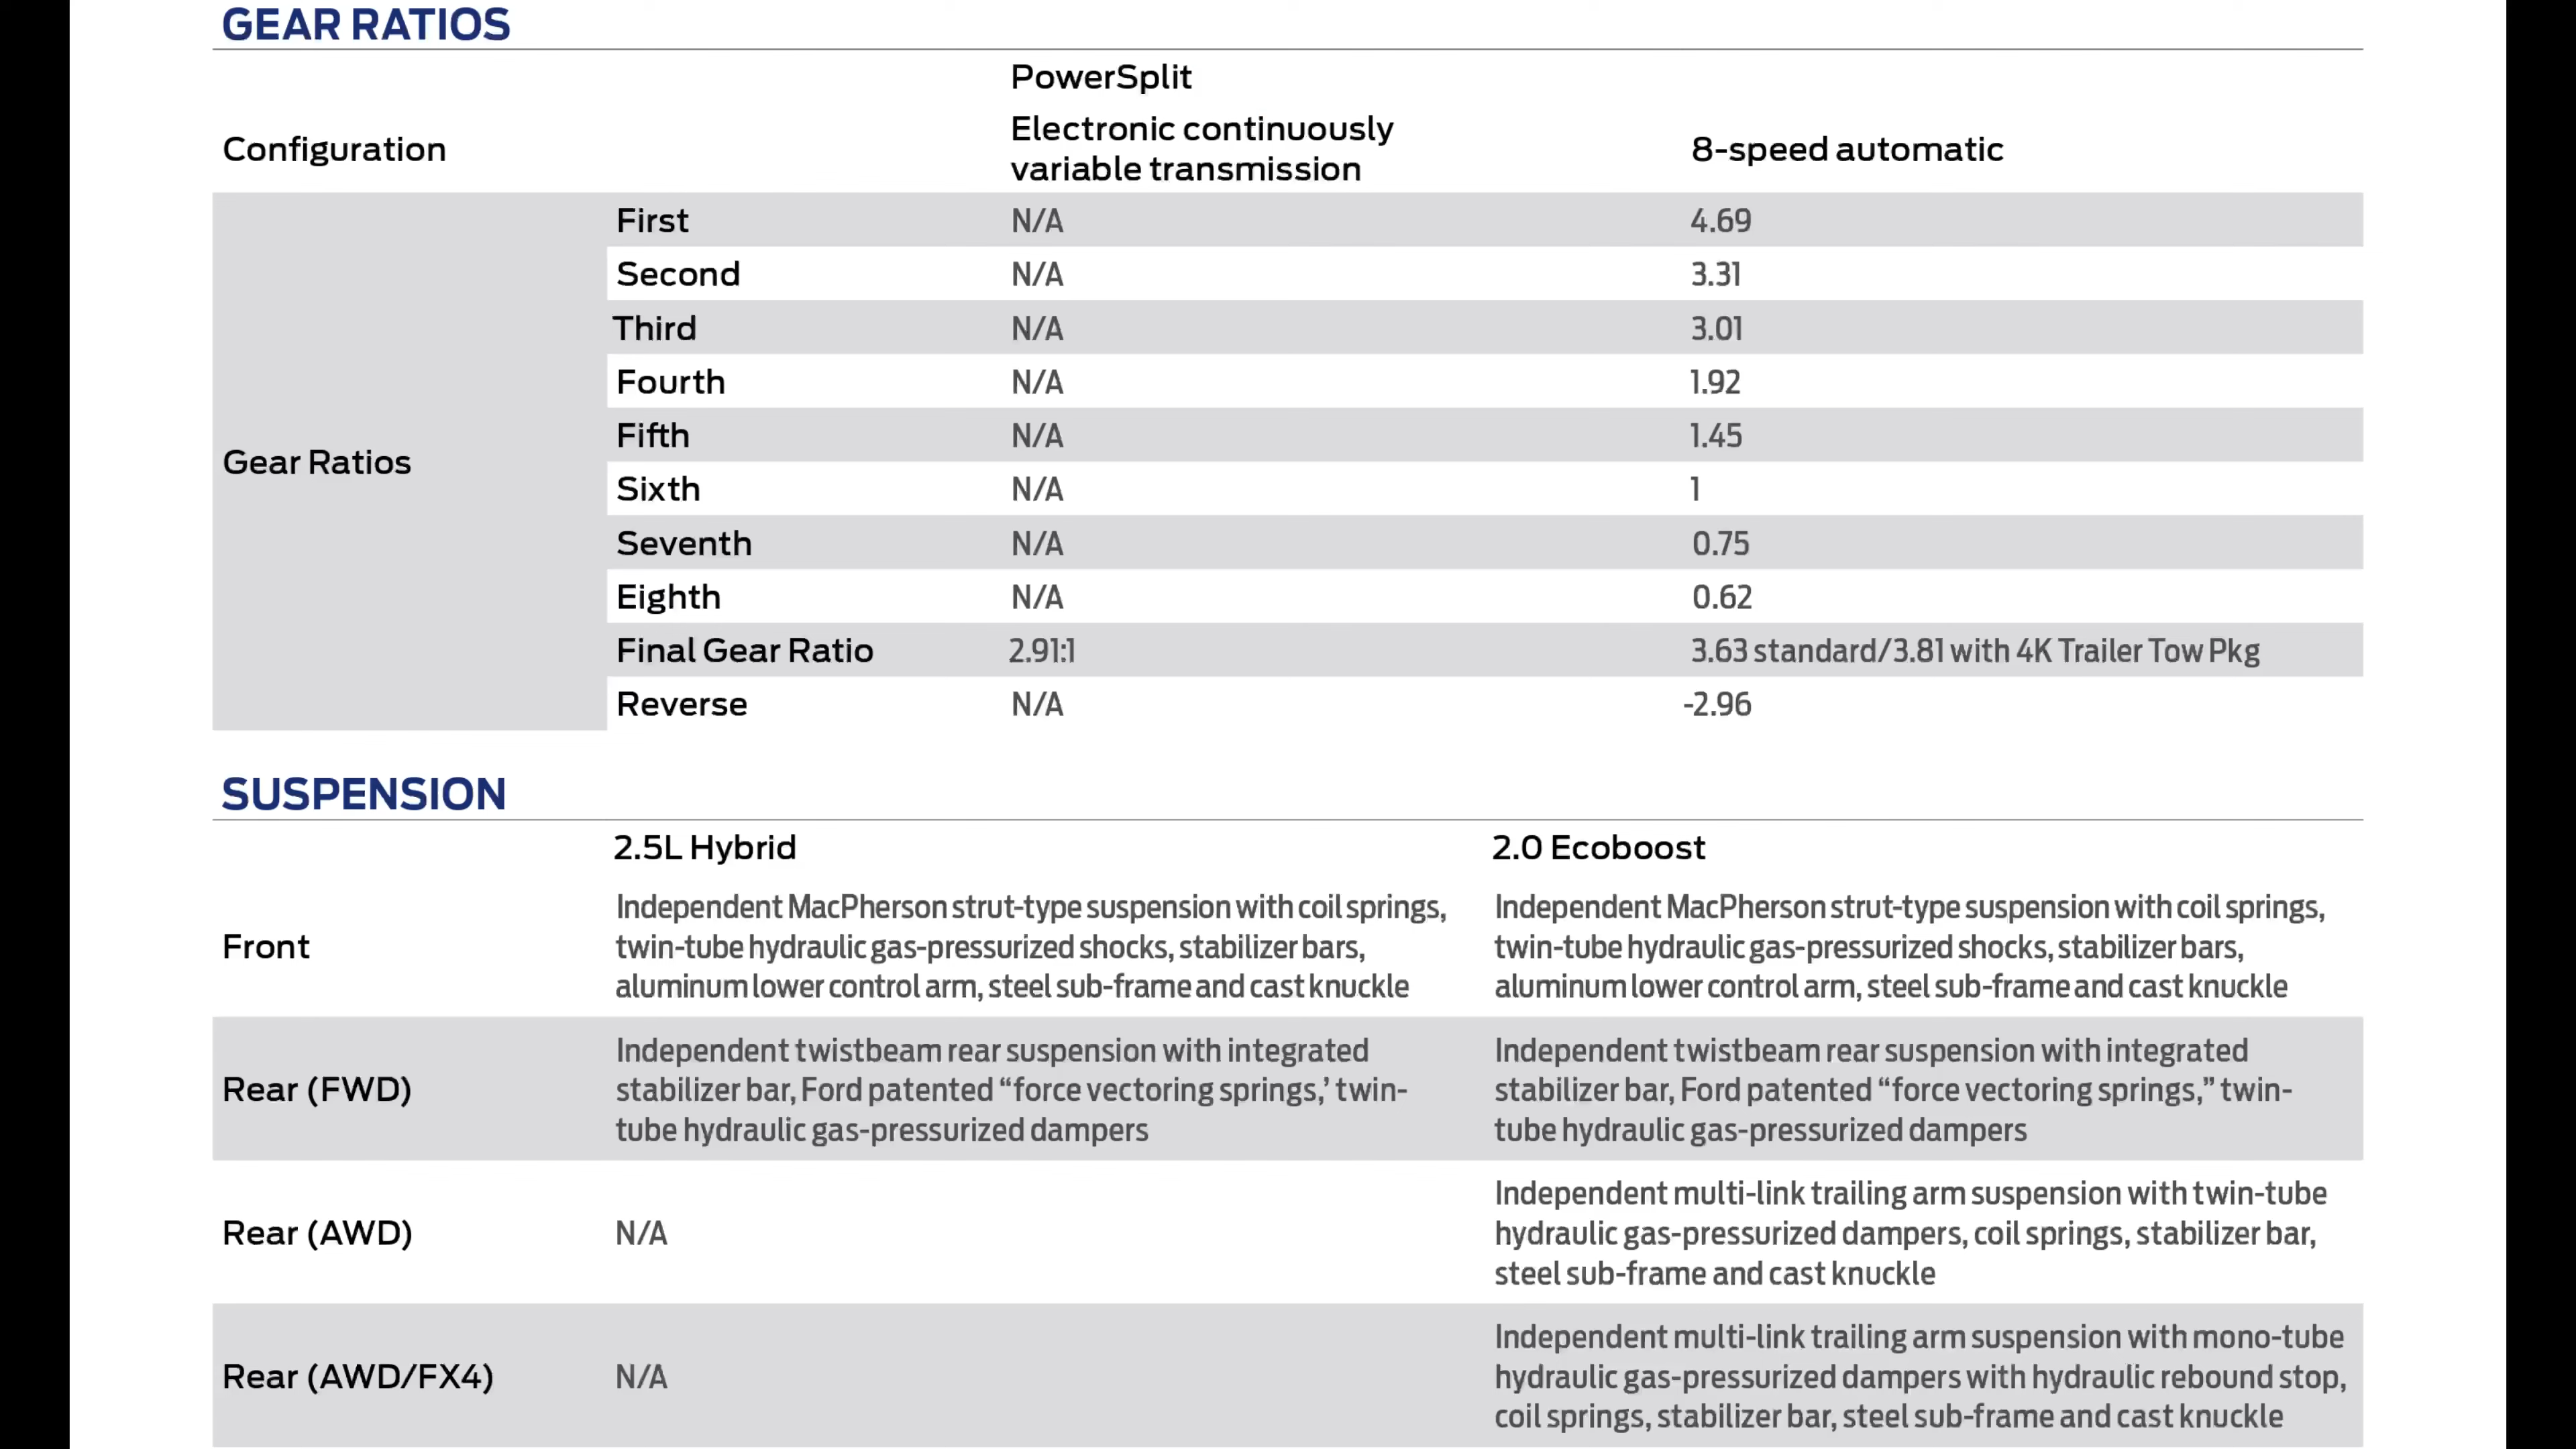 GEAR RATIOS
PowerSplit
Configuration
Electronic continuously
variable transmission
8-speed automatic
Gear Ratios
First N/A 4.69
Second N/A 3.31
Third N/A 3.01
Fourth N/A 1.92
Fifth N/A 1.45
Sixth N/A 1
Seventh N/A 0.75
Eighth N/A 0.62
Final Gear Ratio 2.91:1 3.63 standard/3.81 with 4K Trailer Tow Pkg
Reverse N/A -2.96
SUSPENSION
2.5L Hybrid 2.0 Ecoboost
Front
Independent MacPherson strut-type suspension with coil springs,
twin-tube hydraulic gas-pressurized shocks, stabilizer bars,
aluminum lower control arm, steel sub-frame and cast knuckle
Independent MacPherson strut-type suspension with coil springs,
twin-tube hydraulic gas-pressurized shocks, stabilizer bars,
aluminum lower control arm, steel sub-frame and cast knuckle
Rear (FWD)
Independent twistbeam rear suspension with integrated
stabilizer bar, Ford patented “force vectoring springs,’ twin-
tube hydraulic gas-pressurized dampers
Independent twistbeam rear suspension with integrated
stabilizer bar, Ford patented “force vectoring springs,” twin-
tube hydraulic gas-pressurized dampers
Rear (AWD)
N/A
Independent multi-link trailing arm suspension with twin-tube
hydraulic gas-pressurized dampers, coil springs, stabilizer bar,
steel sub-frame and cast knuckle
Rear (AWD/FX4)
N/A
Independent multi-link trailing arm suspension with mono-tube
hydraulic gas-pressurized dampers with hydraulic rebound stop,
coil springs, stabilizer bar, steel sub-frame and cast knuckle